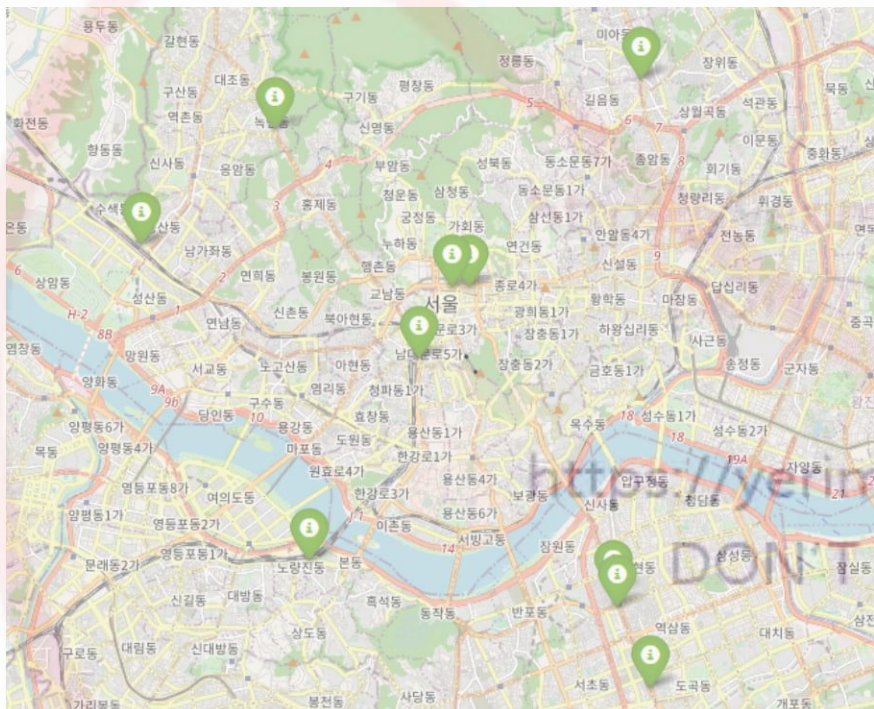 용두동
갈현동
미아동
장위동
묵동
구산동
대조동
정릉동
평창동
구기동
길음동
석관동
화전동
역촌동
신영동
상월곡동
이문동
향동동
신사동
응암동
부암동
성북동
동소문동7가
종암동
회기동
중화동
청운동
삼청동
홍제동
동소문동1가
청량리동
휘경동
궁정동
가회동
삼선동1가
남가좌동
누하동
연건동
안암동4가
전농동
상암동
연희동
봉원동
행촌동
신설동
교남동
종로4가
답십리동
성산동
신촌동
서울
황학동
마장동
연남동
북아현동
광희동1가
장충동1가
하왕십리동
사근동
망원동
서교동
노고산동
아현동
장충동2가
금호동1가
송정동
군자동
양화동
염리동
청파동1가
당인동
구수동
효창동
옥수동
성수동1가
양평동6가
용강동
도원동
용산동1가
성수동2가
양평동4가
마포동
한강로1가
목동
원효로4가
용산동4가
압구정동
자양동
영등포동8가
여의도동
한강로3가
보광동
신사동
청담동
양평동1가
영등포동2가
이촌동
용산동6가
서빙고동
잠원동
삼성동
문래동2가
영등포동1가
노량진동
본동
잠실동
신길동
대방동
흑석동
동작동
반포동
역삼동
대치동
구로동
대림동
신대방동
상도동
서초동
도곡동
가리봉동
봉천동
사당동
개포동
https://yerim
DON'T